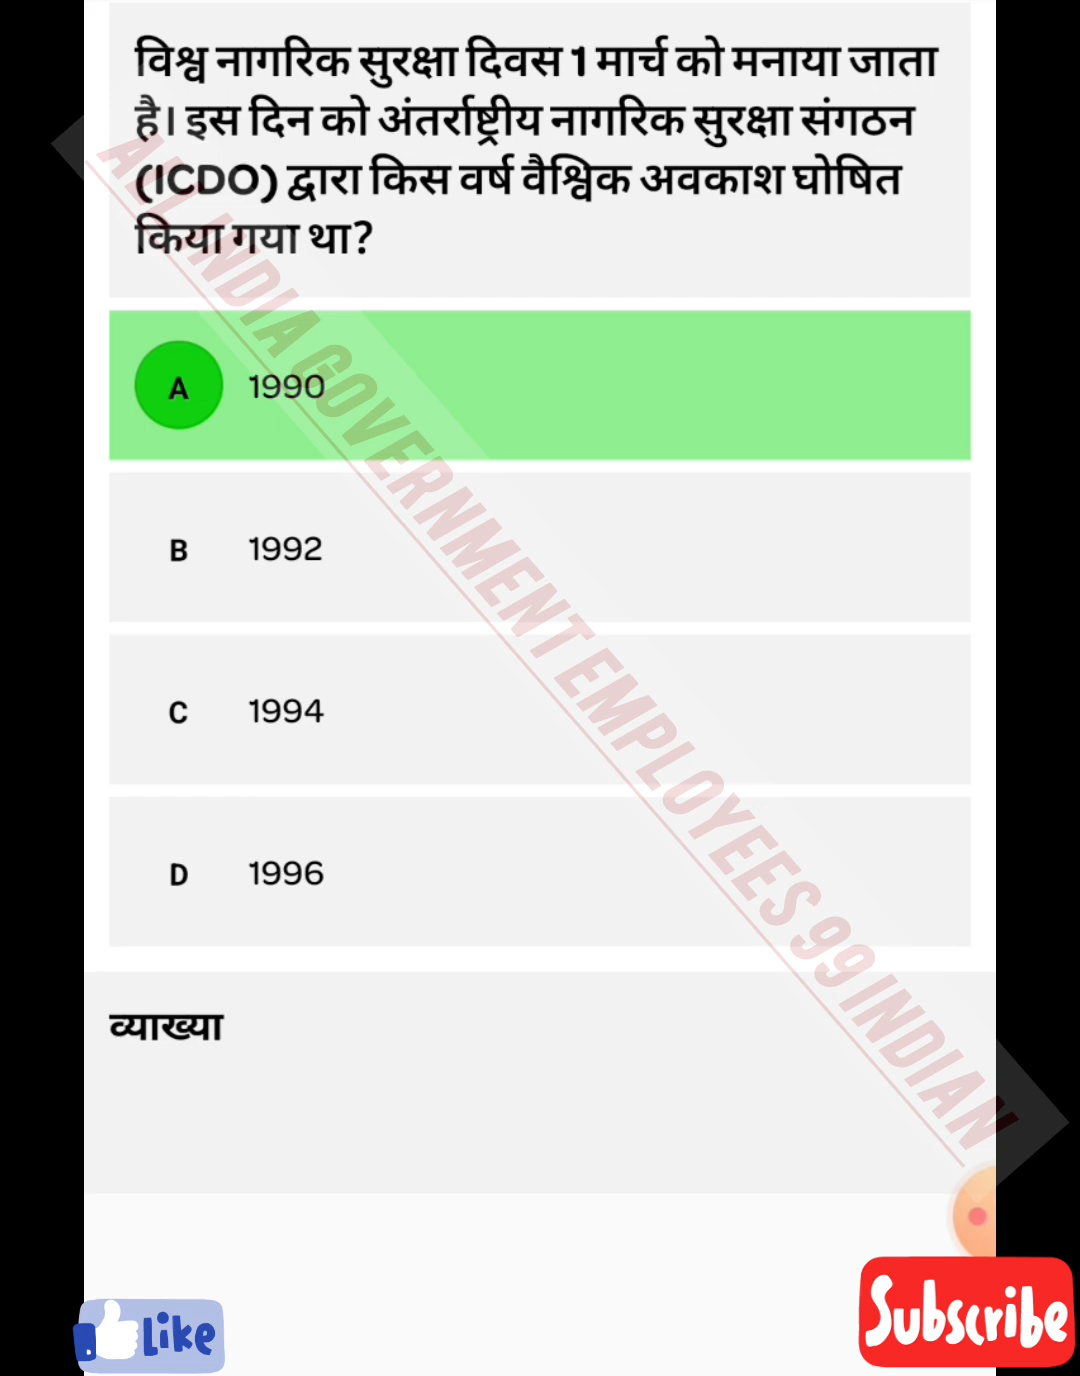 विश्व नागरिक सुरक्षा दिवस 1 मार्च को मनाया जाता
है। इस दिन को अंतर्राष्ट्रीय नागरिक सुरक्षा संगठन
(ICDO) द्वारा किस वर्ष वैश्विक अवकाश घोषित
किया गया था?
A 1990
B 1992
C 1994
D 1996
व्याख्या
ALL INDIA GOVERNMENT EMPLOYEES 99 INDIAN
Like
Subscribe